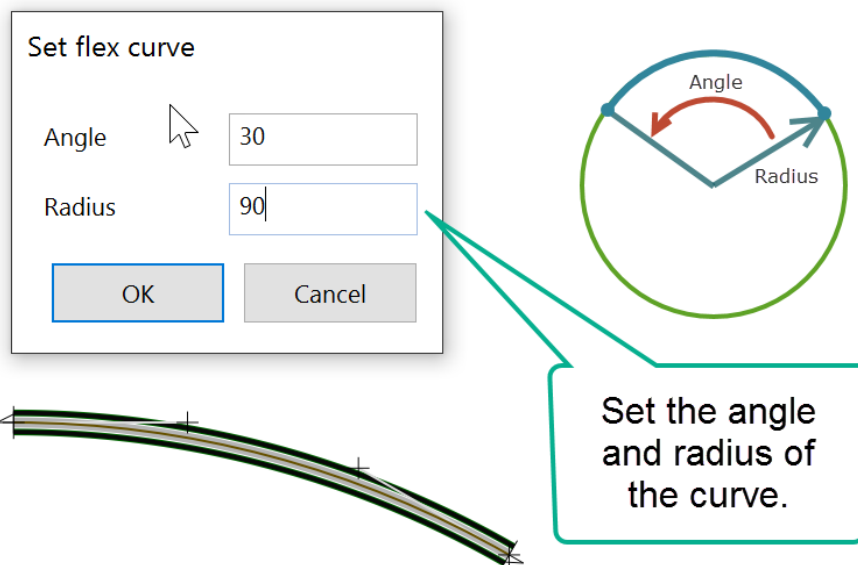 Set flex curve
Angle 30
Radius 90
OK Cancel
Angle
Radius
Set the angle
and radius of
the curve.